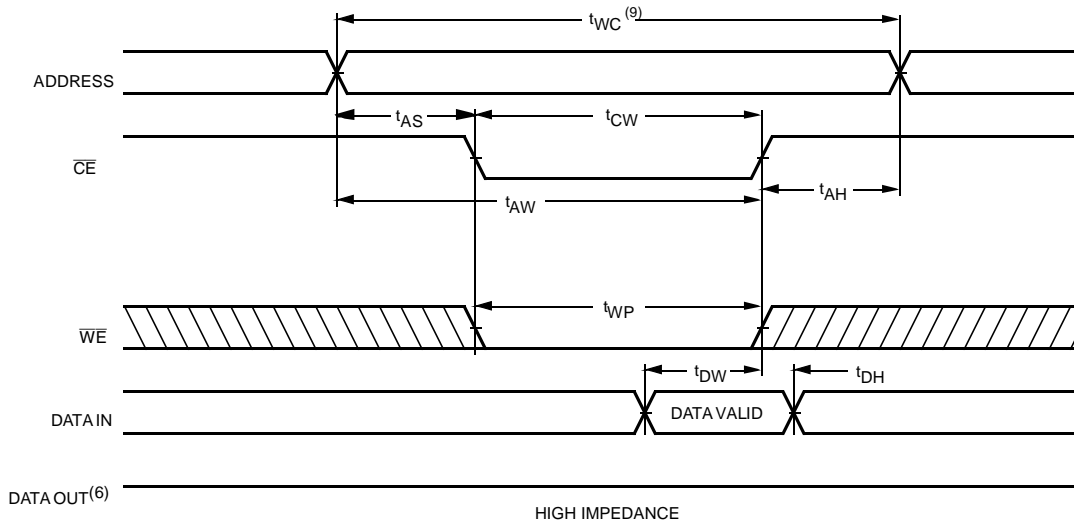 tWC (9)
ADDRESS
tAS
tCW
CE
tAH
tAW
tWP
WE
tDW
tDH
DATA IN
DATA VALID
DATA OUT(6)
HIGH IMPEDANCE